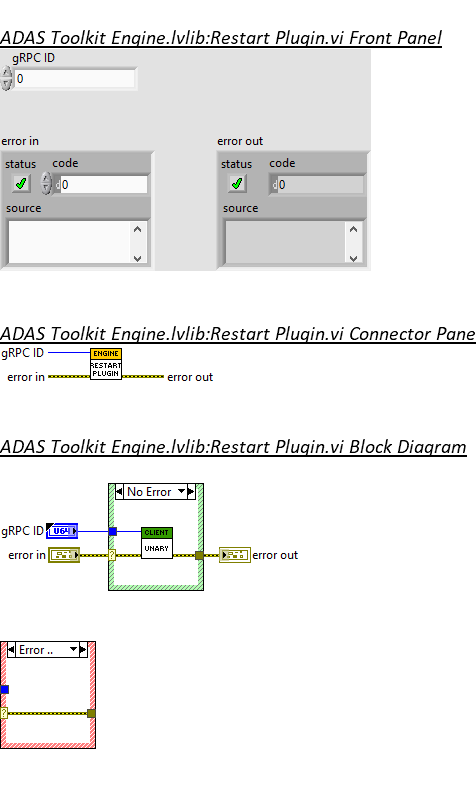 ADAS Toolkit Engine.lvlib:Restart Plugin.vi Front Panel
gRPC ID
0
error in
error out
status code
status code
d0
d0
source
source
ADAS Toolkit Engine.lvlib:Restart Plugin.vi Connector Pane
gRPC ID
ENGINE
RESTART
PLUGIN
error in
error out
ADAS Toolkit Engine.lvlib:Restart Plugin.vi Block Diagram
No Error
gRPC ID U64
CLIENT
UNARY
error in
?
error out
Error ..
?